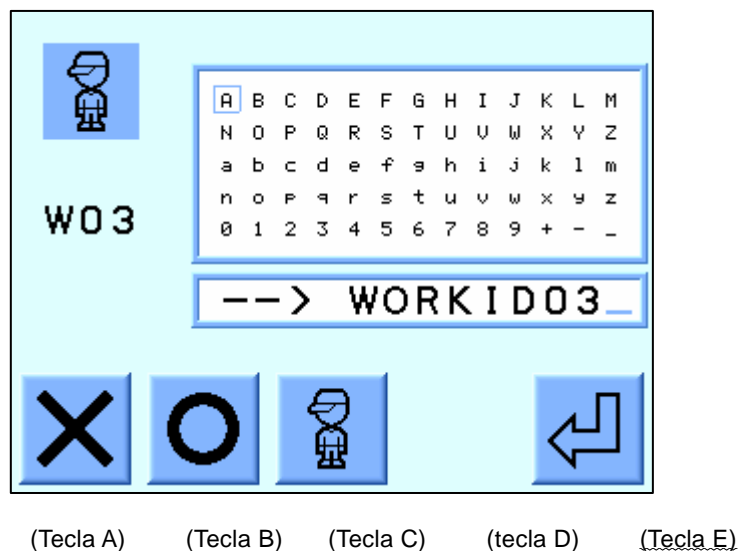 A B C D E F G H I J K L M
N O P Q R S T U V W X Y Z
a b c d e f g h i j k l m
n o p q r s t u v w x y z
0 1 2 3 4 5 6 7 8 9 + - _
W03
--> WORKID03_
(Tecla A) (Tecla B) (Tecla C) (tecla D) (Tecla E)